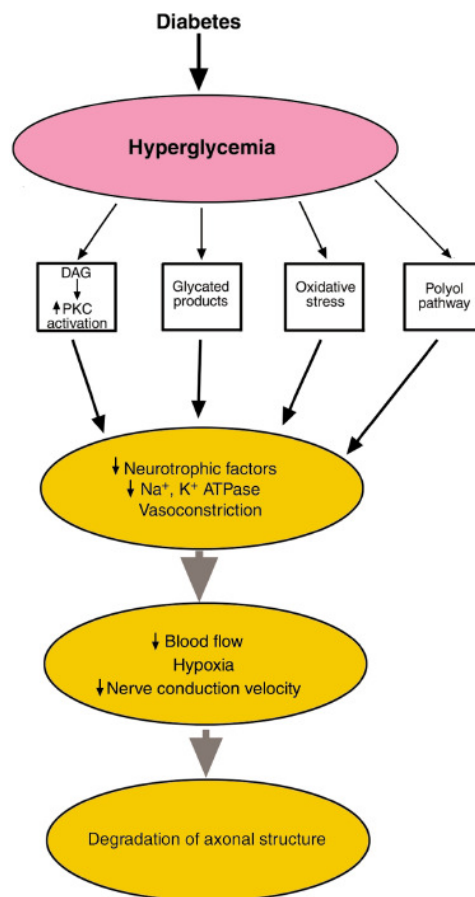 Diabetes
Hyperglycemia
DAG
↑PKC
activation
Glycated
products
Oxidative
stress
Polyol
pathway
↓ Neurotrophic factors
↓ Na⁺, K⁺ ATPase
Vasoconstriction
↓ Blood flow
Hypoxia
↓ Nerve conduction velocity
Degradation of axonal structure